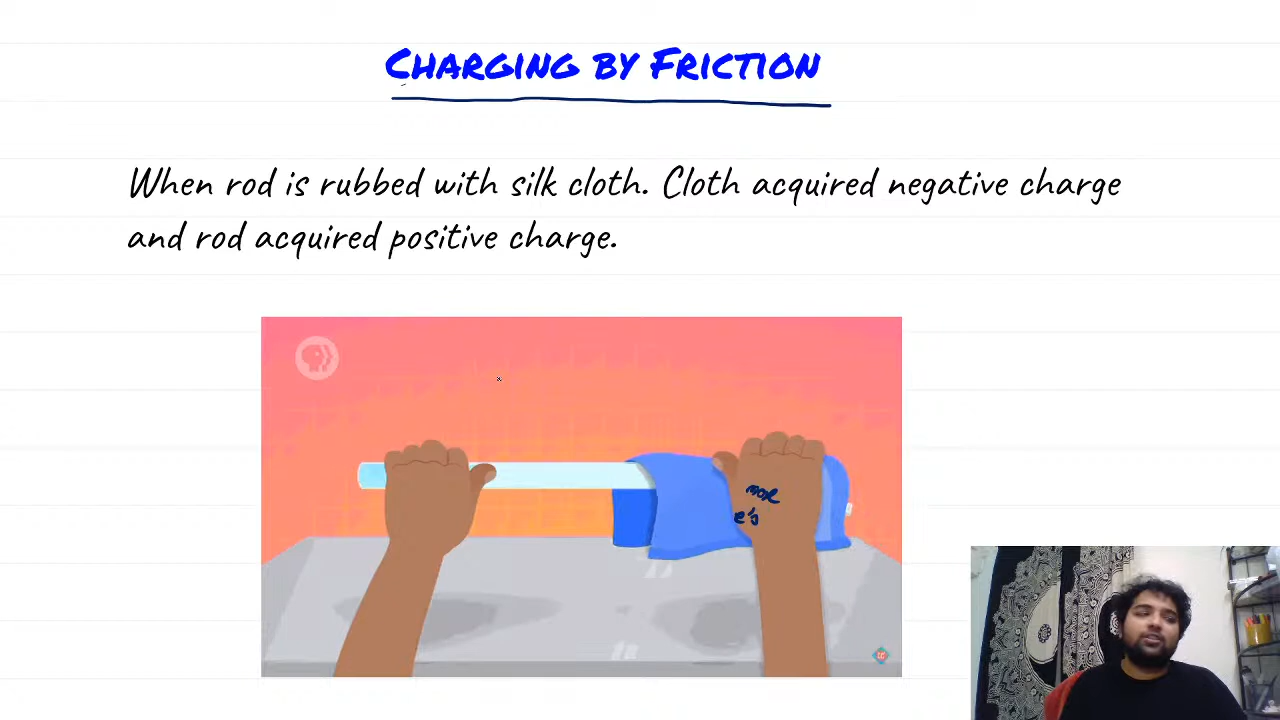 CHARGING BY FRICTION
When rod is rubbed with silk cloth. Cloth acquired negative charge
and rod acquired positive charge.
more
e's